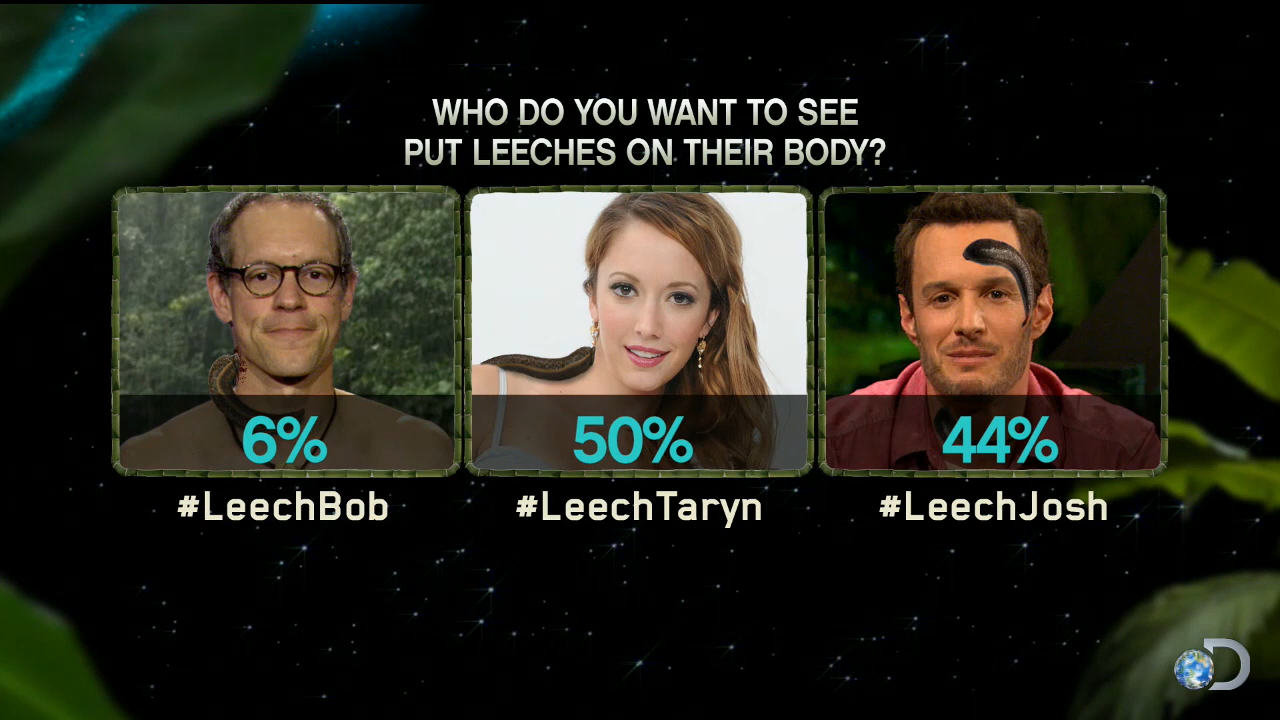 WHO DO YOU WANT TO SEE
PUT LEECHES ON THEIR BODY?
6% 50% 44%
#LeechBob #LeechTaryn #LeechJosh